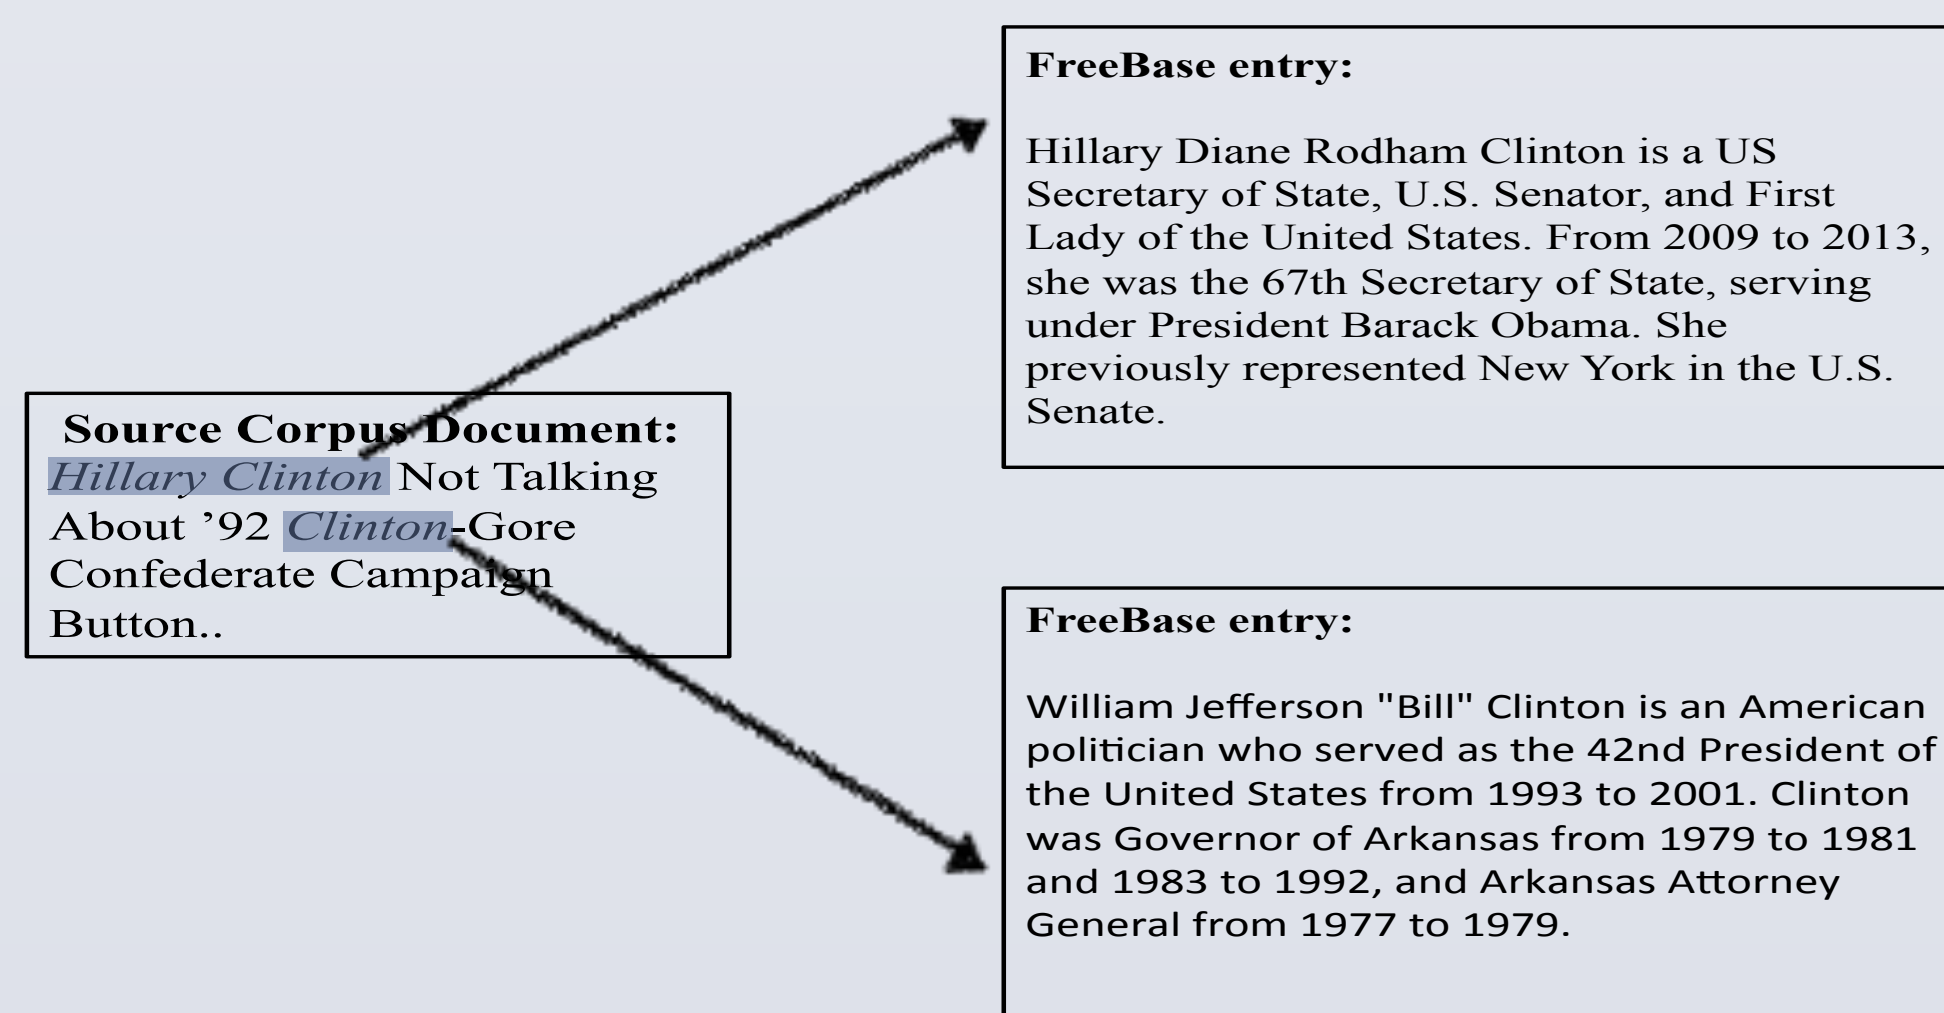 Source Corpus Document:
Hillary Clinton Not Talking
About ’92 Clinton-Gore
Confederate Campaign
Button..
FreeBase entry:
Hillary Diane Rodham Clinton is a US
Secretary of State, U.S. Senator, and First
Lady of the United States. From 2009 to 2013,
she was the 67th Secretary of State, serving
under President Barack Obama. She
previously represented New York in the U.S.
Senate.
FreeBase entry:
William Jefferson "Bill" Clinton is an American
politician who served as the 42nd President of
the United States from 1993 to 2001. Clinton
was Governor of Arkansas from 1979 to 1981
and 1983 to 1992, and Arkansas Attorney
General from 1977 to 1979.